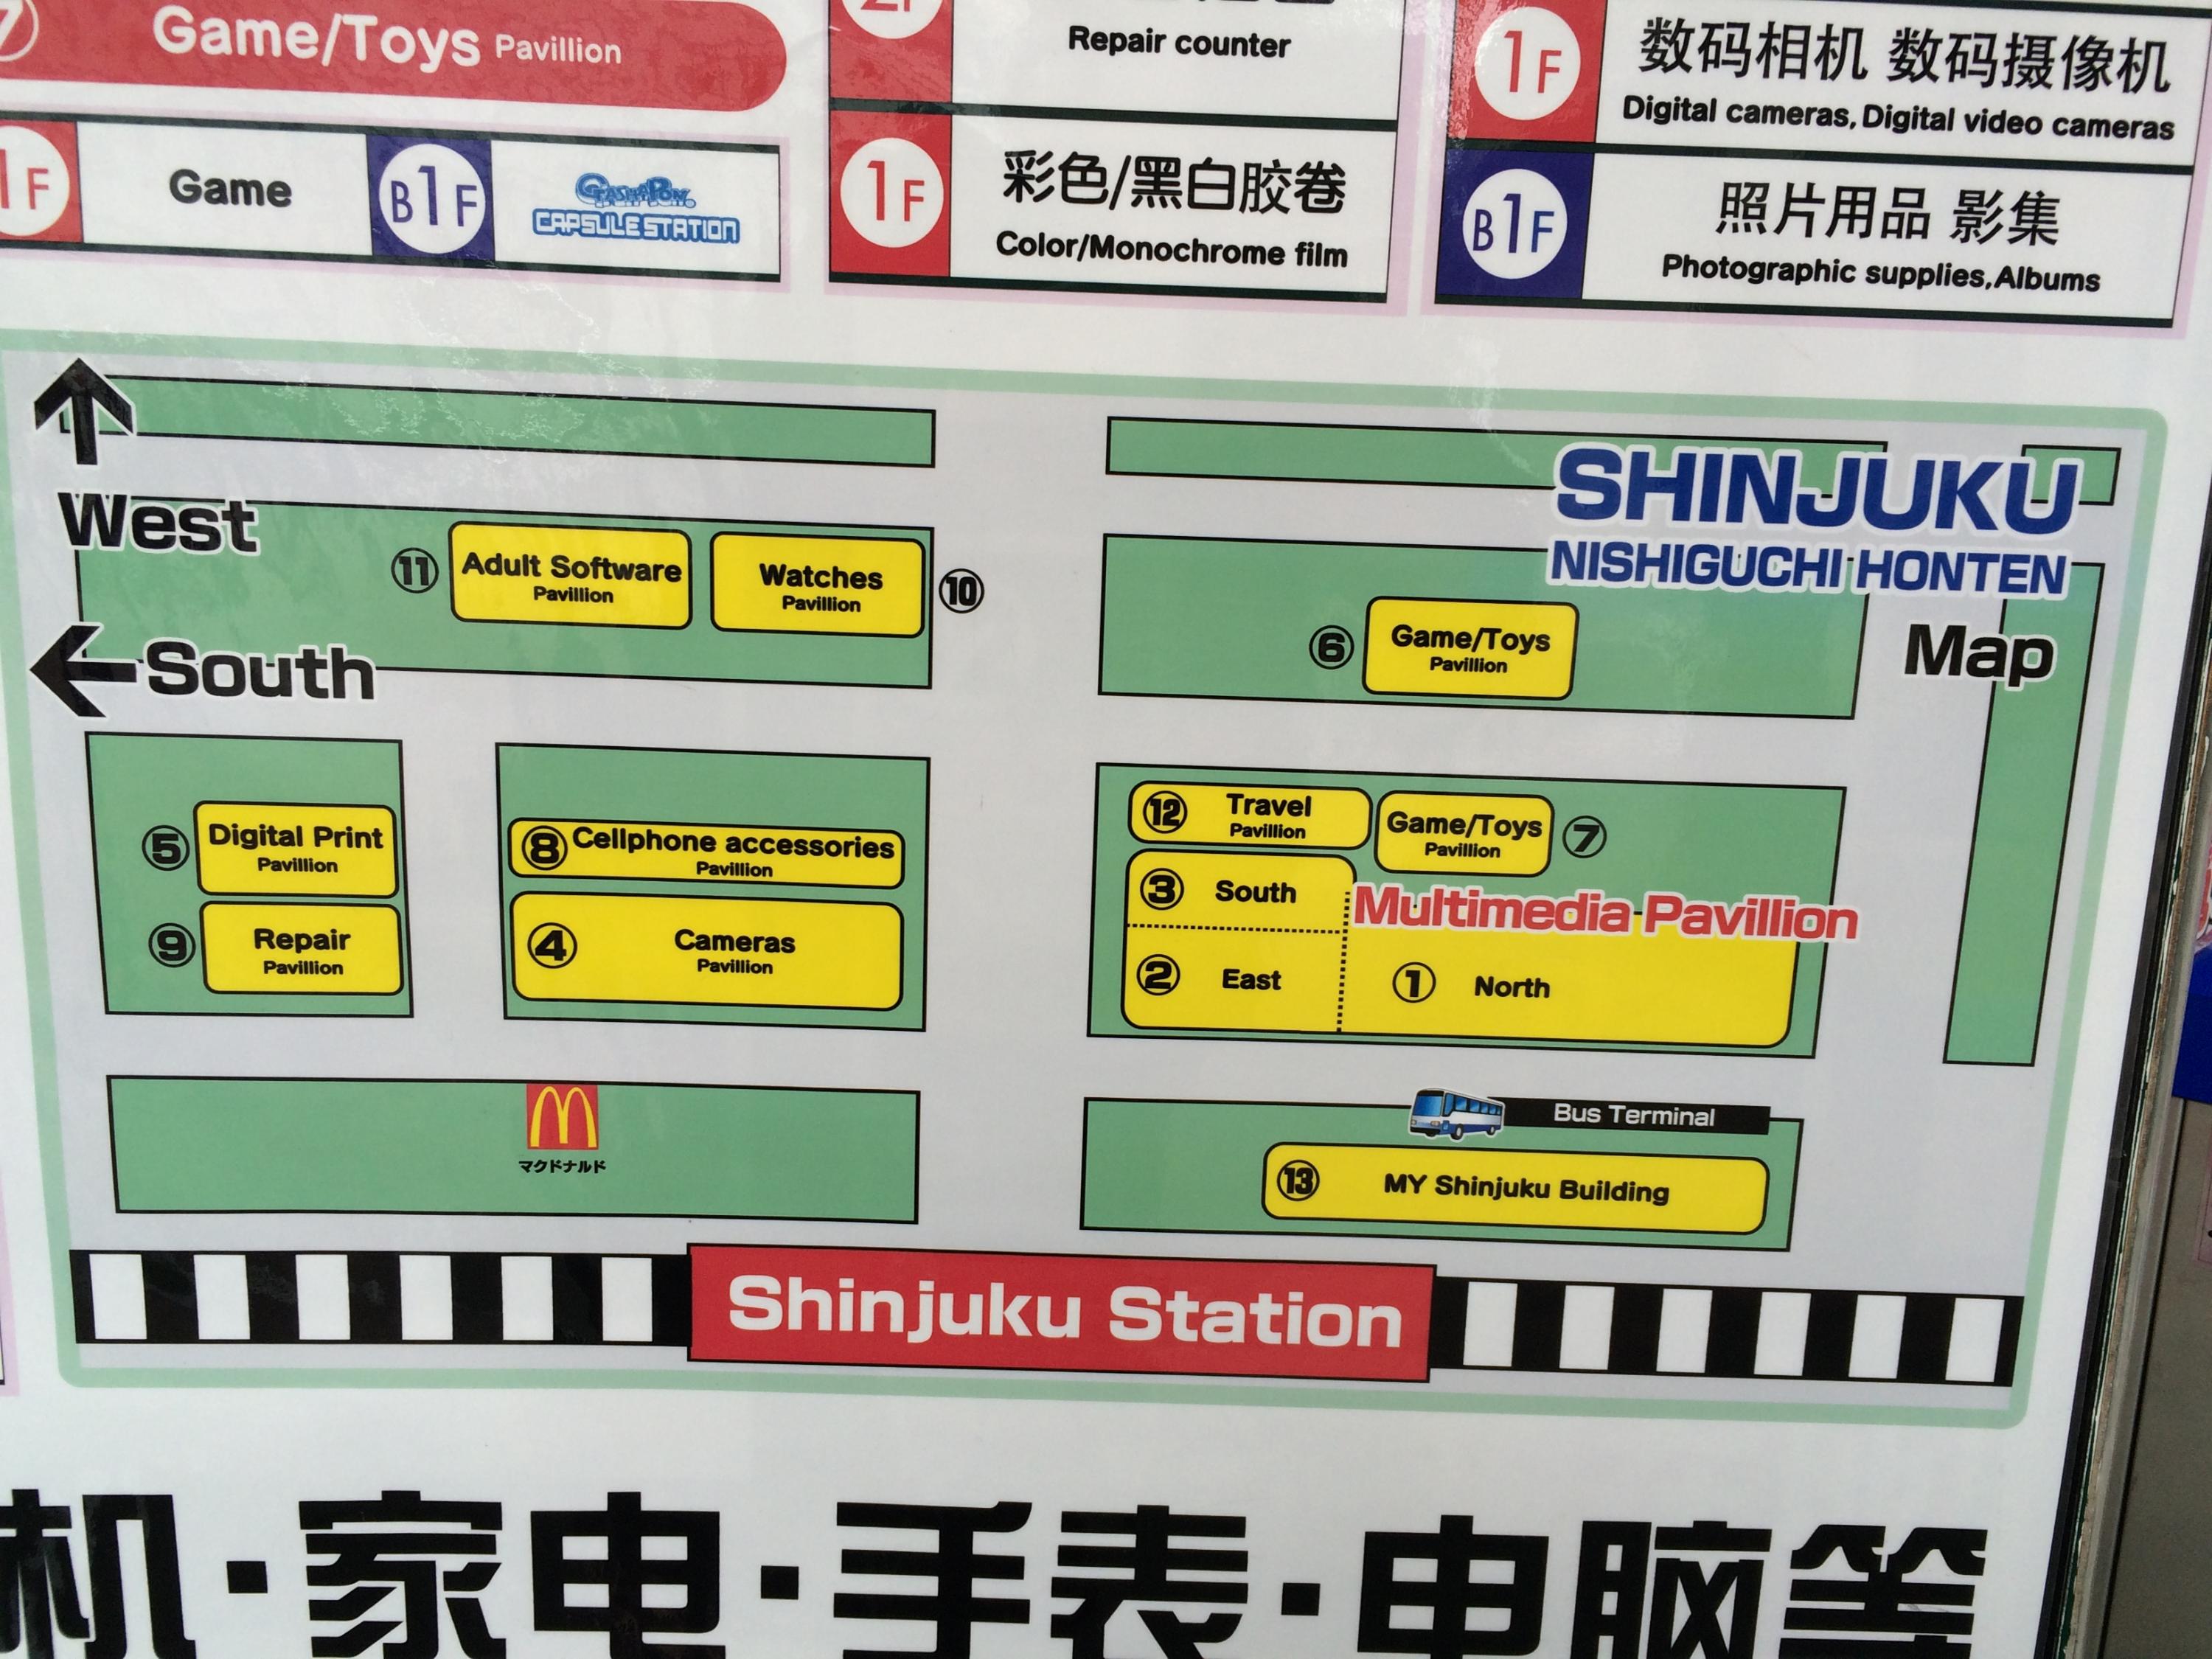 ⑦ Game/Toys Pavillion
1F Game B1F GASHAPON CAPSULE STATION
2F Repair counter
1F 彩色/黑白胶卷
Color/Monochrome film
1F 数码相机 数码摄像机
Digital cameras,Digital video cameras
B1F 照片用品 影集
Photographic supplies,Albums
West
South
SHINJUKU
NISHIGUCHI HONTEN
Map
⑪ Adult Software
Pavillion
Watches ⑩
Pavillion
⑥ Game/Toys
Pavillion
⑤ Digital Print
Pavillion
⑨ Repair
Pavillion
⑧ Cellphone accessories
Pavillion
④ Cameras
Pavillion
⑫ Travel
Pavillion
Game/Toys ⑦
Pavillion
③ South
Multimedia Pavillion
② East
① North
マクドナルド
Bus Terminal
⑬ MY Shinjuku Building
Shinjuku Station
机·家电·手表·电脑等